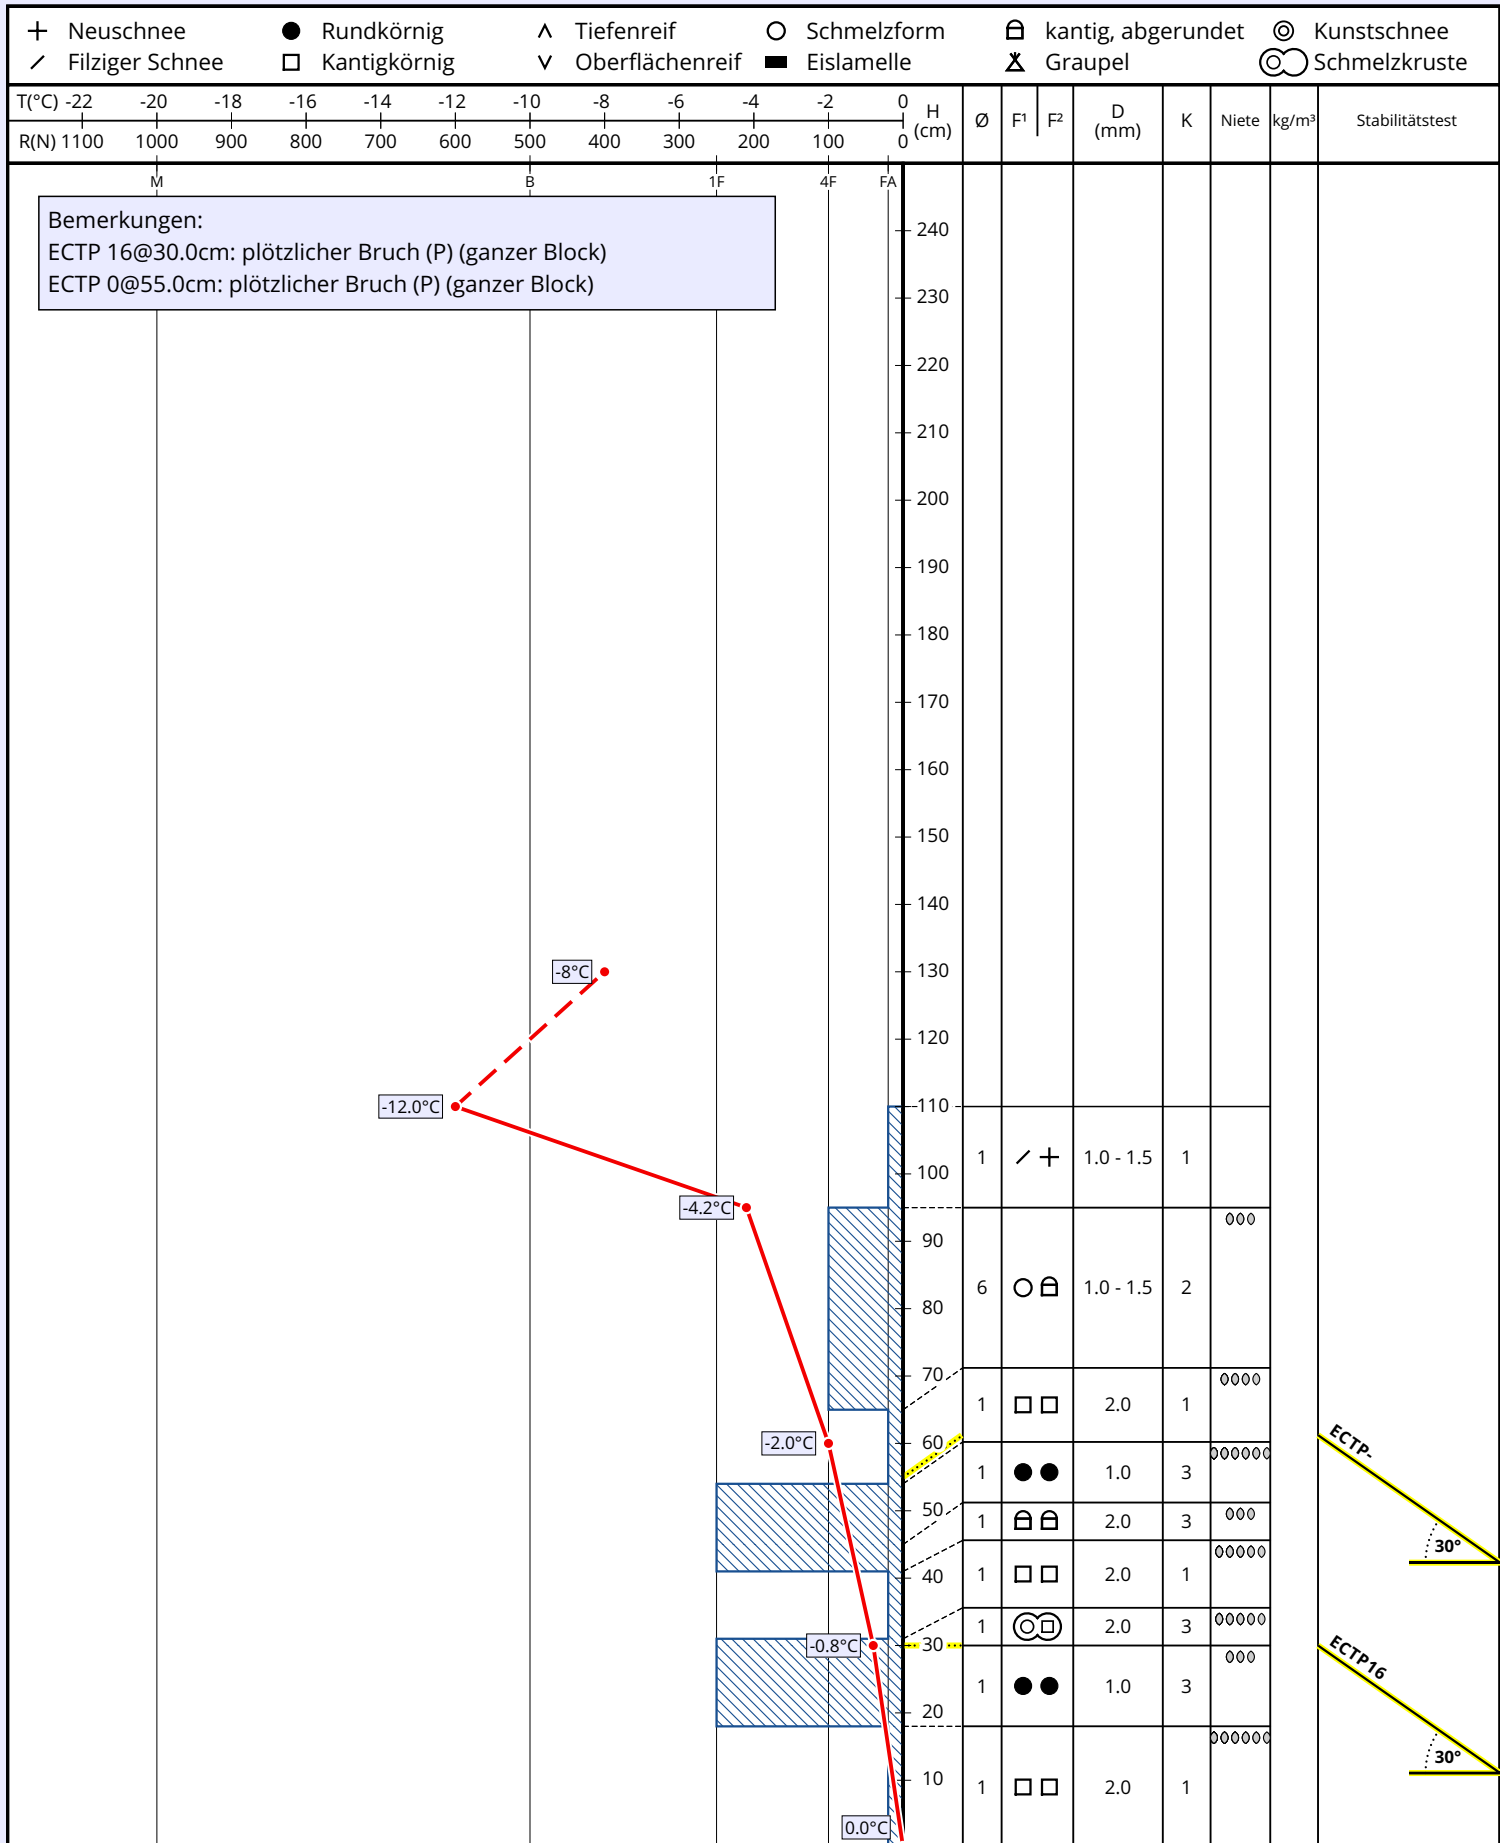 Neuschnee Rundkörnig Tiefenreif Schmelzform kantig, abgerundet Kunstschnee
Filziger Schnee Kantigkörnig Oberflächenreif Eislamelle Graupel Schmelzkruste
T(°C) -22 -20 -18 -16 -14 -12 -10 -8 -6 -4 -2 0
R(N) 1100 1000 900 800 700 600 500 400 300 200 100 0
H (cm) Ø F¹ F² D (mm) K Niete kg/m³ Stabilitätstest
M B 1F 4F FA
Bemerkungen:
ECTP 16@30.0cm: plötzlicher Bruch (P) (ganzer Block)
ECTP 0@55.0cm: plötzlicher Bruch (P) (ganzer Block)
240
230
220
210
200
190
180
170
160
150
140
-8°C 130
120
-12.0°C 110
1 1.0 - 1.5 1
100
-4.2°C
90
6 1.0 - 1.5 2
80
70
1 2.0 1
-2.0°C 60 ECTP-
1 1.0 3
50
1 2.0 3
30°
40
1 2.0 1
1 2.0 3
-0.8°C 30 ECTP16
1 1.0 3
20
30°
10
1 2.0 1
0.0°C